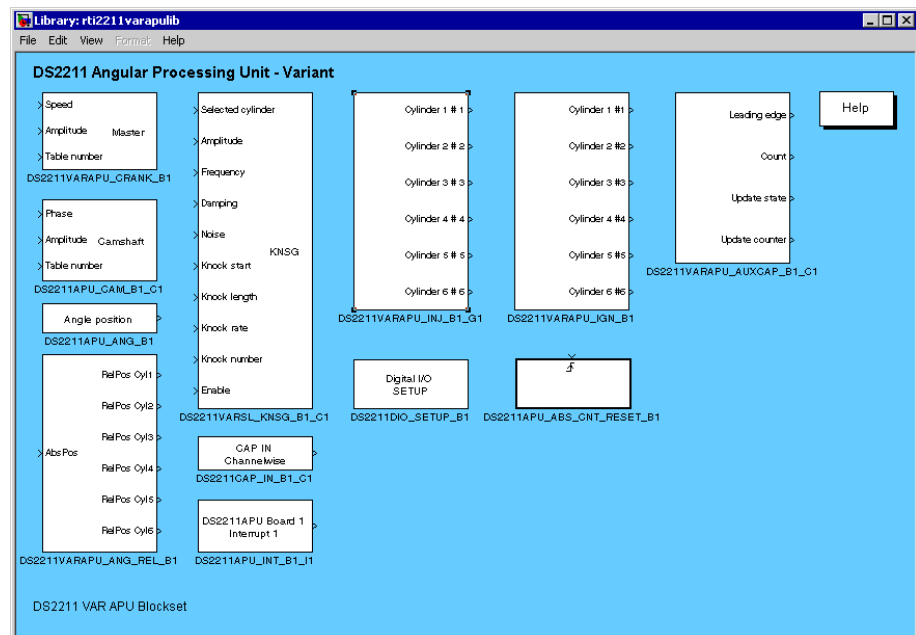 Library: rti2211varapulib
File Edit View Format Help
DS2211 Angular Processing Unit - Variant
Speed
Amplitude
Master
Table number
DS2211VARAPU_CRANK_B1
Phase
Amplitude
Camshaft
Table number
DS2211APU_CAM_B1_C1
Angle position
DS2211APU_ANG_B1
AbsPos
RelPos Cyl1
RelPos Cyl2
RelPos Cyl3
RelPos Cyl4
RelPos Cyl5
RelPos Cyl6
DS2211VARAPU_ANG_REL_B1
Selected cylinder
Amplitude
Frequency
Damping
Noise
KNSG
Knock start
Knock length
Knock rate
Knock number
Enable
DS2211VARSL_KNSG_B1_C1
CAP IN
Channelwise
DS2211CAP_IN_B1_C1
DS2211APU Board 1
Interrupt 1
DS2211APU_INT_B1_I1
Cylinder 1 # 1
Cylinder 2 # 2
Cylinder 3 # 3
Cylinder 4 # 4
Cylinder 5 # 5
Cylinder 6 # 6
DS2211VARAPU_INJ_B1_G1
Digital I/O
SETUP
DS2211DIO_SETUP_B1
Cylinder 1 #1
Cylinder 2 #2
Cylinder 3 #3
Cylinder 4 #4
Cylinder 5 #5
Cylinder 6 #6
DS2211VARAPU_IGN_B1
DS2211APU_ABS_CNT_RESET_B1
Leading edge
Count
Update state
Update counter
DS2211VARAPU_AUXCAP_B1_C1
Help
DS2211 VAR APU Blockset